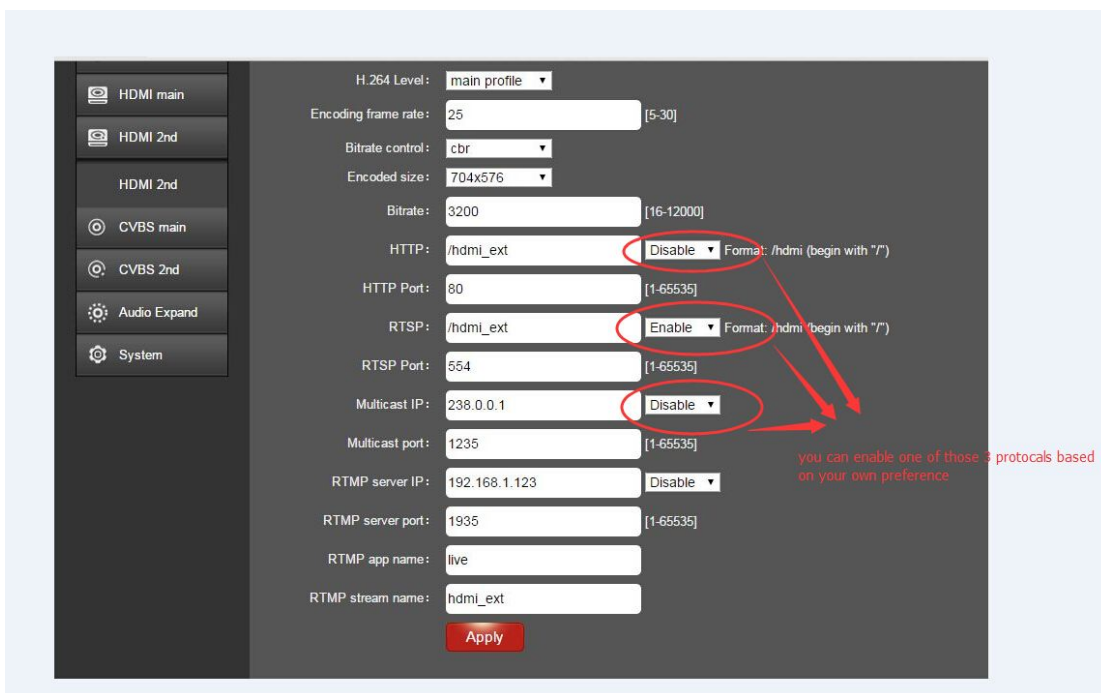 HDMI main
HDMI 2nd
HDMI 2nd
CVBS main
CVBS 2nd
Audio Expand
System
H.264 Level: main profile
Encoding frame rate: 25 [5-30]
Bitrate control: cbr
Encoded size: 704x576
Bitrate: 3200 [16-12000]
HTTP: /hdmi_ext Disable Format: /hdmi (begin with "/")
HTTP Port: 80 [1-65535]
RTSP: /hdmi_ext Enable Format: /hdmi (begin with "/")
RTSP Port: 554 [1-65535]
Multicast IP: 238.0.0.1 Disable
Multicast port: 1235 [1-65535]
RTMP server IP: 192.168.1.123 Disable
RTMP server port: 1935 [1-65535]
RTMP app name: live
RTMP stream name: hdmi_ext
Apply
you can enable one of those 3 protocals based
on your own preference